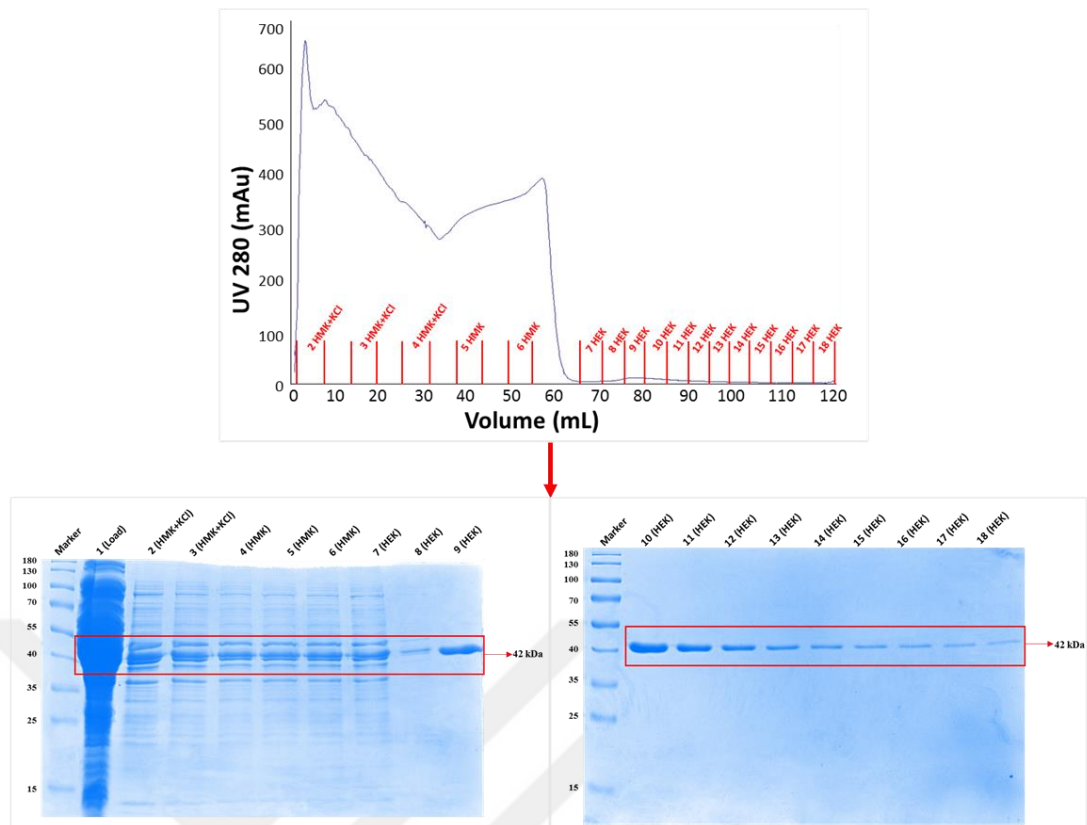 700
600
500
400
300
200
100
0
UV 280 (mAu)
2 HMK+KCl
3 HMK+KCl
4 HMK+KCl
5 HMK
6 HMK
7 HEK
8 HEK
9 HEK
10 HEK
11 HEK
12 HEK
13 HEK
14 HEK
15 HEK
16 HEK
17 HEK
18 HEK
0 10 20 30 40 50 60 70 80 90 100 110 120
Volume (mL)
Marker
1 (Load)
2 (HMK+KCl)
3 (HMK+KCl)
4 (HMK)
5 (HMK)
6 (HMK)
7 (HEK)
8 (HEK)
9 (HEK)
180
130
100
70
55
40
35
25
15
42 kDa
Marker
10 (HEK)
11 (HEK)
12 (HEK)
13 (HEK)
14 (HEK)
15 (HEK)
16 (HEK)
17 (HEK)
18 (HEK)
180
130
100
70
55
40
35
25
15
42 kDa